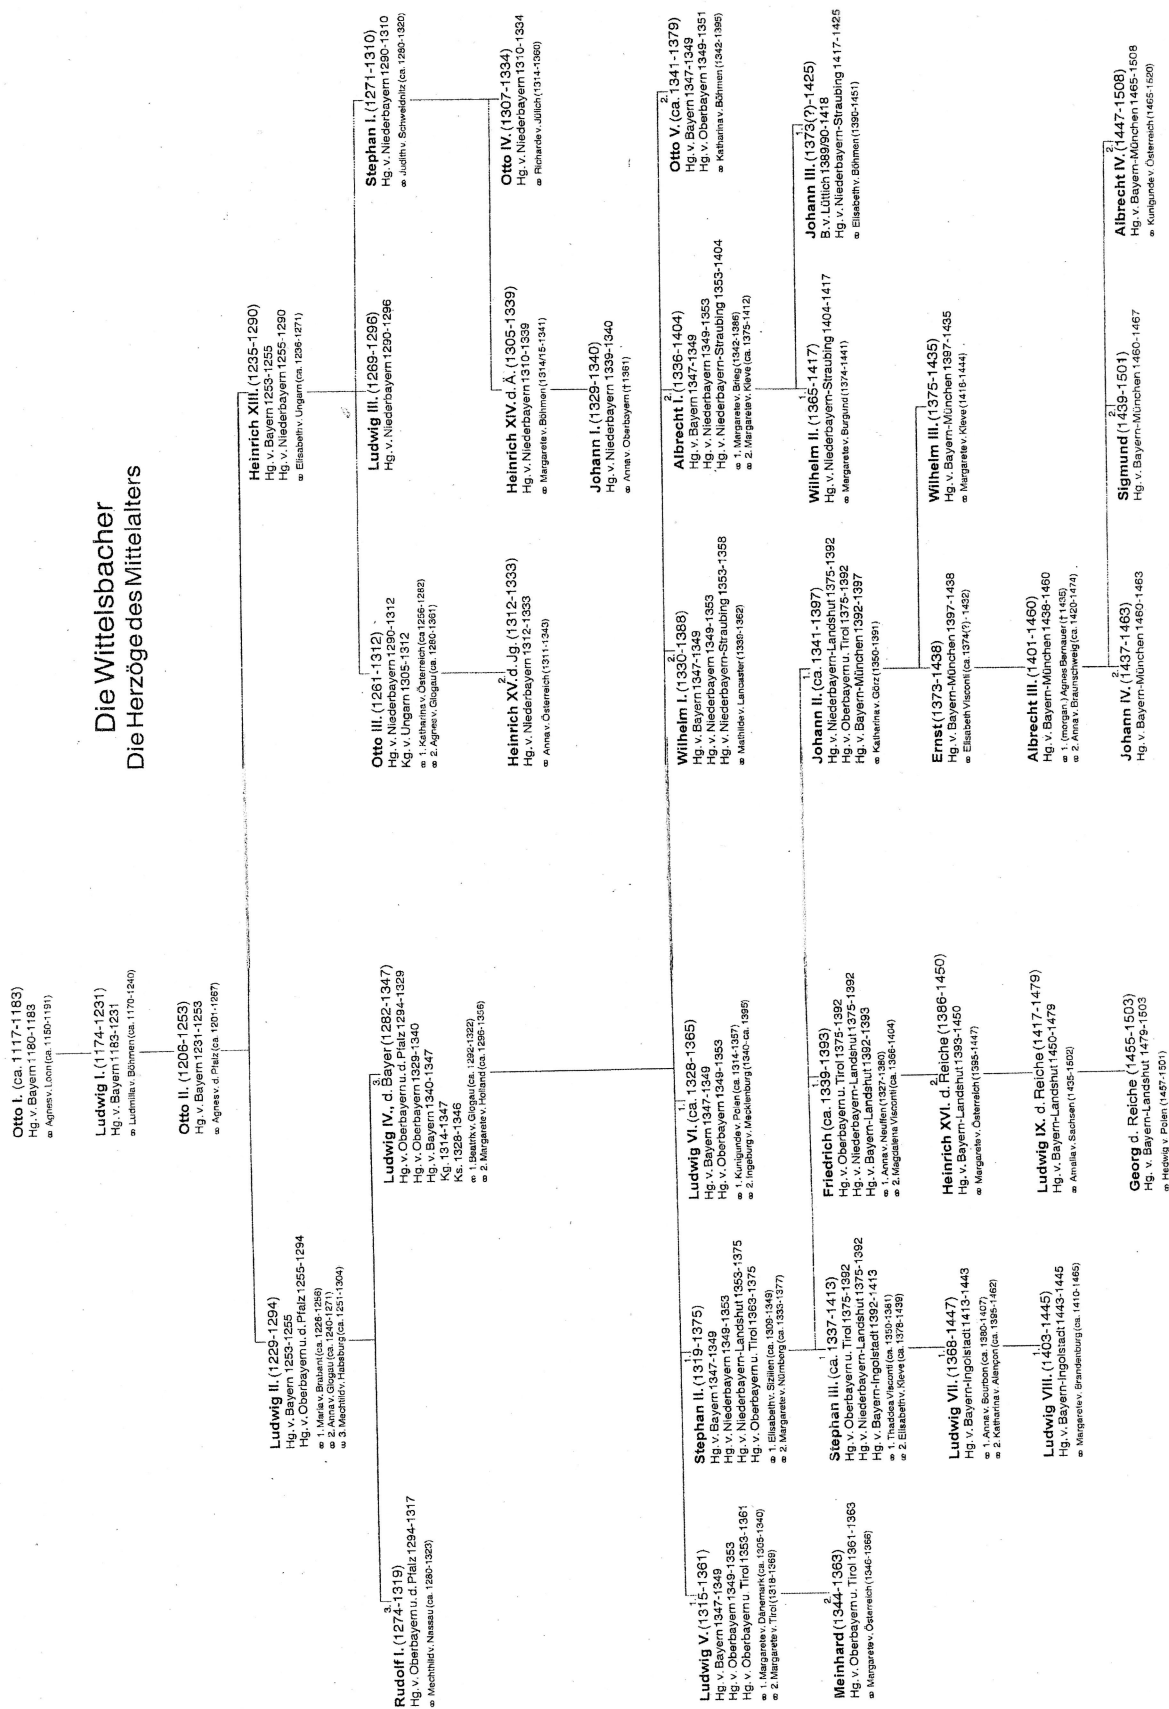 Die Wittelsbacher
Die Herzöge des Mittelalters
Otto I. (ca. 1117-1183)
Hg. v. Bayern 1180-1183
⚭ Agnes v. Loon (ca. 1150-1191)
Ludwig I. (1174-1231)
Hg. v. Bayern 1183-1231
⚭ Ludmilla v. Böhmen (ca. 1170-1240)
Otto II. (1206-1253)
Hg. v. Bayern 1231-1253
⚭ Agnes v. d. Pfalz (ca. 1201-1267)
Ludwig II. (1229-1294)
Hg. v. Bayern 1253-1255
Hg. v. Oberbayern u. d. Pfalz 1255-1294
⚭ 1. Maria v. Brabant (ca. 1226-1256)
⚭ 2. Anna v. Glogau (ca. 1240-1271)
⚭ 3. Mechtild v. Habsburg (ca. 1251-1304)
Heinrich XIII. (1235-1290)
Hg. v. Bayern 1253-1255
Hg. v. Niederbayern 1255-1290
⚭ Elisabeth v. Ungarn (ca. 1236-1271)
3.
Rudolf I. (1274-1319)
Hg. v. Oberbayern u. d. Pfalz 1294-1317
⚭ Mechthild v. Nassau (ca. 1280-1323)
3.
Ludwig IV., d. Bayer (1282-1347)
Hg. v. Oberbayern u. d. Pfalz 1294-1329
Hg. v. Oberbayern 1329-1340
Hg. v. Bayern 1340-1347
Kg. 1314-1347
Ks. 1328-1346
⚭ 1. Beatrix v. Glogau (ca. 1292-1322)
⚭ 2. Margarete v. Holland (ca. 1296-1356)
Otto III. (1261-1312)
Hg. v. Niederbayern 1290-1312
Kg. v. Ungarn 1305-1312
⚭ 1. Katharina v. Österreich (ca 1256-1282)
⚭ 2. Agnes v. Glogau (ca. 1280-1361)
Ludwig III. (1269-1296)
Hg. v. Niederbayern 1290-1296
Stephan I. (1271-1310)
Hg. v. Niederbayern 1290-1310
⚭ Judith v. Schweidnitz (ca. 1280-1320)
2.
Heinrich XV. d. Jg. (1312-1333)
Hg. v. Niederbayern 1312-1333
⚭ Anna v. Österreich (1311-1343)
Heinrich XIV. d. Ä. (1305-1339)
Hg. v. Niederbayern 1310-1339
⚭ Margarete v. Böhmen (1314/15-1341)
Otto IV. (1307-1334)
Hg. v. Niederbayern 1310-1334
⚭ Richarde v. Jülich (1314-1360)
Johann I. (1329-1340)
Hg. v. Niederbayern 1339-1340
⚭ Anna v. Oberbayern († 1361)
1.
Ludwig V. (1315-1361)
Hg. v. Bayern 1347-1349
Hg. v. Oberbayern 1349-1353
Hg. v. Oberbayern u. Tirol 1353-1361
⚭ 1. Margarete v. Dänemark (ca. 1305-1340)
⚭ 2. Margarete v. Tirol (1318-1369)
1.
Stephan II. (1319-1375)
Hg. v. Bayern 1347-1349
Hg. v. Niederbayern 1349-1353
Hg. v. Niederbayern-Landshut 1353-1375
Hg. v. Oberbayern u. Tirol 1363-1375
⚭ 1. Elisabeth v. Sizilien (ca. 1309-1349)
⚭ 2. Margarete v. Nürnberg (ca. 1333-1377)
1.
Ludwig VI. (ca. 1328-1365)
Hg. v. Bayern 1347-1349
Hg. v. Oberbayern 1349-1353
⚭ 1. Kunigunde v. Polen (ca. 1314-1357)
⚭ 2. Ingeburg v. Mecklenburg (1340-ca. 1395)
2.
Wilhelm I. (1330-1388)
Hg. v. Bayern 1347-1349
Hg. v. Niederbayern 1349-1353
Hg. v. Niederbayern-Straubing 1353-1358
⚭ Mathilde v. Lancaster (1339-1362)
2.
Albrecht I. (1336-1404)
Hg. v. Bayern 1347-1349
Hg. v. Niederbayern 1349-1353
Hg. v. Niederbayern-Straubing 1353-1404
⚭ 1. Margarete v. Brieg (1342-1386)
⚭ 2. Margarete v. Kleve (ca. 1375-1412)
2.
Otto V. (ca. 1341-1379)
Hg. v. Bayern 1347-1349
Hg. v. Oberbayern 1349-1351
⚭ Katharina v. Böhmen (1342-1395)
2.
Meinhard (1344-1363)
Hg. v. Oberbayern u. Tirol 1361-1363
⚭ Margarete v. Österreich (1346-1366)
1.
Stephan III. (ca. 1337-1413)
Hg. v. Oberbayern u. Tirol 1375-1392
Hg. v. Niederbayern-Landshut 1375-1392
Hg. v. Bayern-Ingolstadt 1392-1413
⚭ 1. Thaddea Visconti (ca. 1350-1381)
⚭ 2. Elisabeth v. Kleve (ca. 1378-1439)
1.
Friedrich (ca. 1339-1393)
Hg. v. Oberbayern u. Tirol 1375-1392
Hg. v. Niederbayern-Landshut 1375-1392
Hg. v. Bayern-Landshut 1392-1393
⚭ 1. Anna v. Neuffen (1327-1380)
⚭ 2. Magdalena Visconti (ca. 1366-1404)
1.
Johann II. (ca. 1341-1397)
Hg. v. Niederbayern-Landshut 1375-1392
Hg. v. Oberbayern u. Tirol 1375-1392
Hg. v. Bayern-München 1392-1397
⚭ Katharina v. Görz (1350-1391)
1.
Wilhelm II. (1365-1417)
Hg. v. Niederbayern-Straubing 1404-1417
⚭ Margarete v. Burgund (1374-1441)
1.
Johann III. (1373(?)-1425)
B. v. Lüttich 1389/90-1418
Hg. v. Niederbayern-Straubing 1417-1425
⚭ Elisabeth v. Böhmen (1390-1451)
1.
Ludwig VII. (1368-1447)
Hg. v. Bayern-Ingolstadt 1413-1443
⚭ 1. Anna v. Bourbon (ca. 1380-1407)
⚭ 2. Katharina v. Alençon (ca. 1395-1462)
2.
Heinrich XVI. d. Reiche (1386-1450)
Hg. v. Bayern-Landshut 1393-1450
⚭ Margarete v. Österreich (1395-1447)
Ernst (1373-1438)
Hg. v. Bayern-München 1397-1438
⚭ Elisabeth Visconti (ca. 1374(?)-1432)
Wilhelm III. (1375-1435)
Hg. v. Bayern-München 1397-1435
⚭ Margarete v. Kleve (1416-1444)
1.
Ludwig VIII. (1403-1445)
Hg. v. Bayern-Ingolstadt 1443-1445
⚭ Margarete v. Brandenburg (ca. 1410-1465)
Ludwig IX. d. Reiche (1417-1479)
Hg. v. Bayern-Landshut 1450-1479
⚭ Amalia v. Sachsen (1435-1502)
Albrecht III. (1401-1460)
Hg. v. Bayern-München 1438-1460
⚭ 1. (morgan.) Agnes Bernauer († 1435)
⚭ 2. Anna v. Braunschweig (ca. 1420-1474)
Georg d. Reiche (1455-1503)
Hg. v. Bayern-Landshut 1479-1503
⚭ Hedwig v. Polen (1457-1501)
2.
Johann IV. (1437-1463)
Hg. v. Bayern-München 1460-1463
2.
Sigmund (1439-1501)
Hg. v. Bayern-München 1460-1467
2.
Albrecht IV. (1447-1508)
Hg. v. Bayern-München 1465-1508
⚭ Kunigunde v. Österreich (1465-1520)